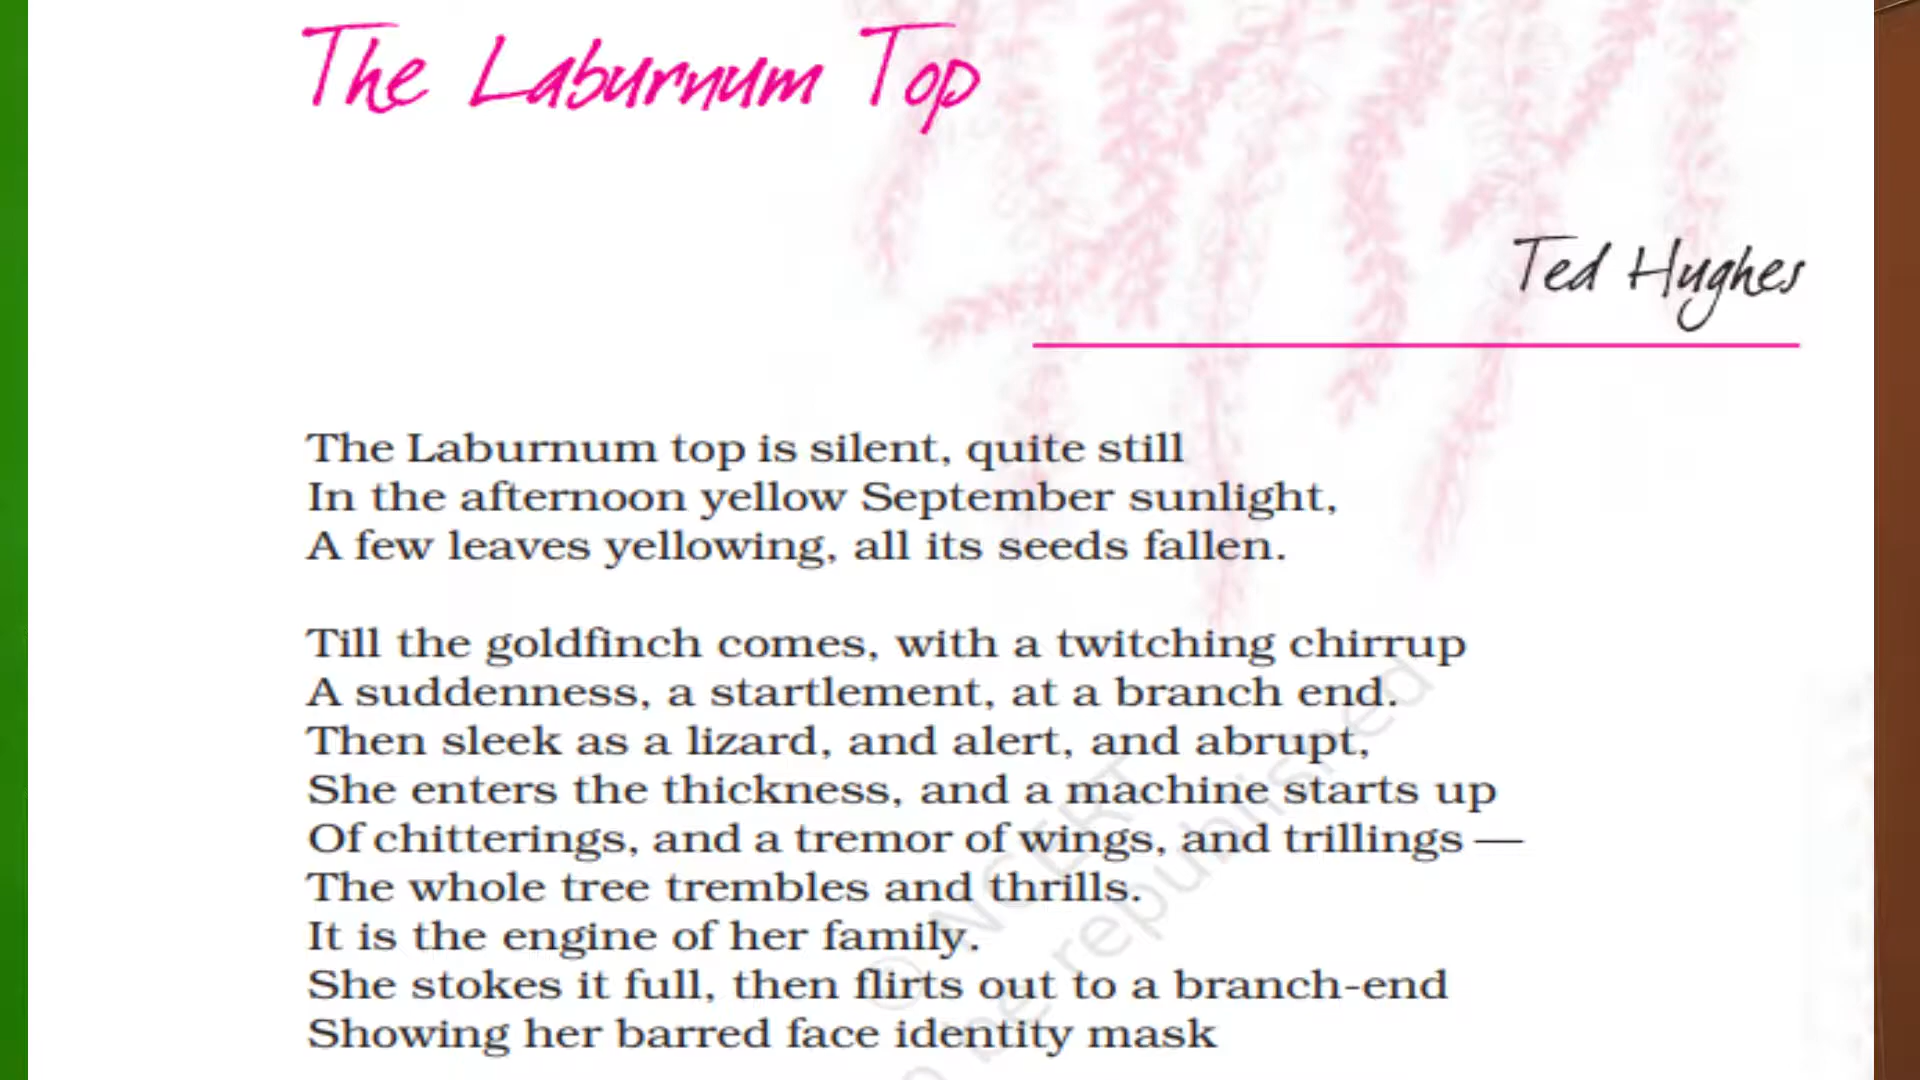 The Laburnum Top
Ted Hughes
The Laburnum top is silent, quite still
In the afternoon yellow September sunlight,
A few leaves yellowing, all its seeds fallen.
Till the goldfinch comes, with a twitching chirrup
A suddenness, a startlement, at a branch end.
Then sleek as a lizard, and alert, and abrupt,
She enters the thickness, and a machine starts up
Of chitterings, and a tremor of wings, and trillings —
The whole tree trembles and thrills.
It is the engine of her family.
She stokes it full, then flirts out to a branch-end
Showing her barred face identity mask
© NCERT
be republished